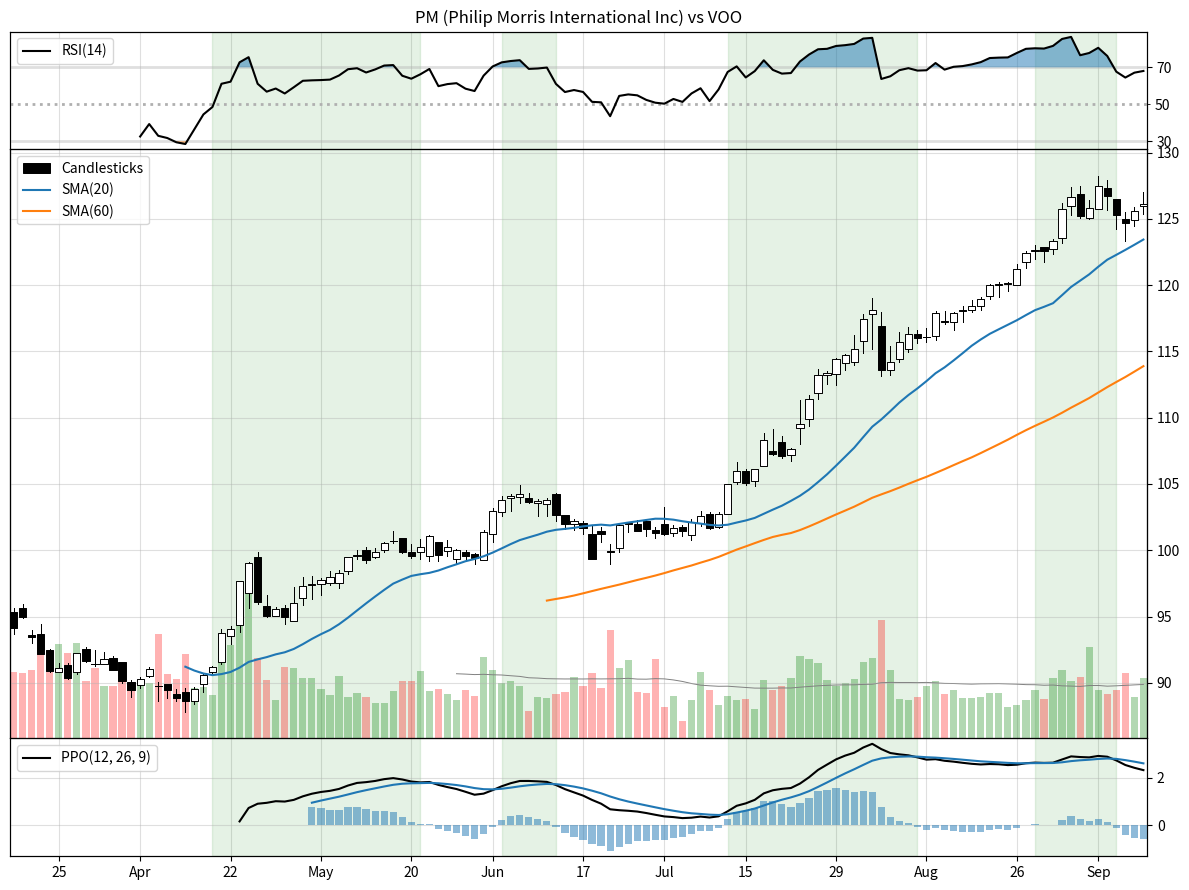 PM (Philip Morris International Inc) vs VOO
RSI(14)
70
50
30
130
Candlesticks
SMA(20)
SMA(60)
125
120
115
110
105
100
95
90
PPO(12, 26, 9)
2
0
25 Apr 22 May 20 Jun 17 Jul 15 29 Aug 26 Sep